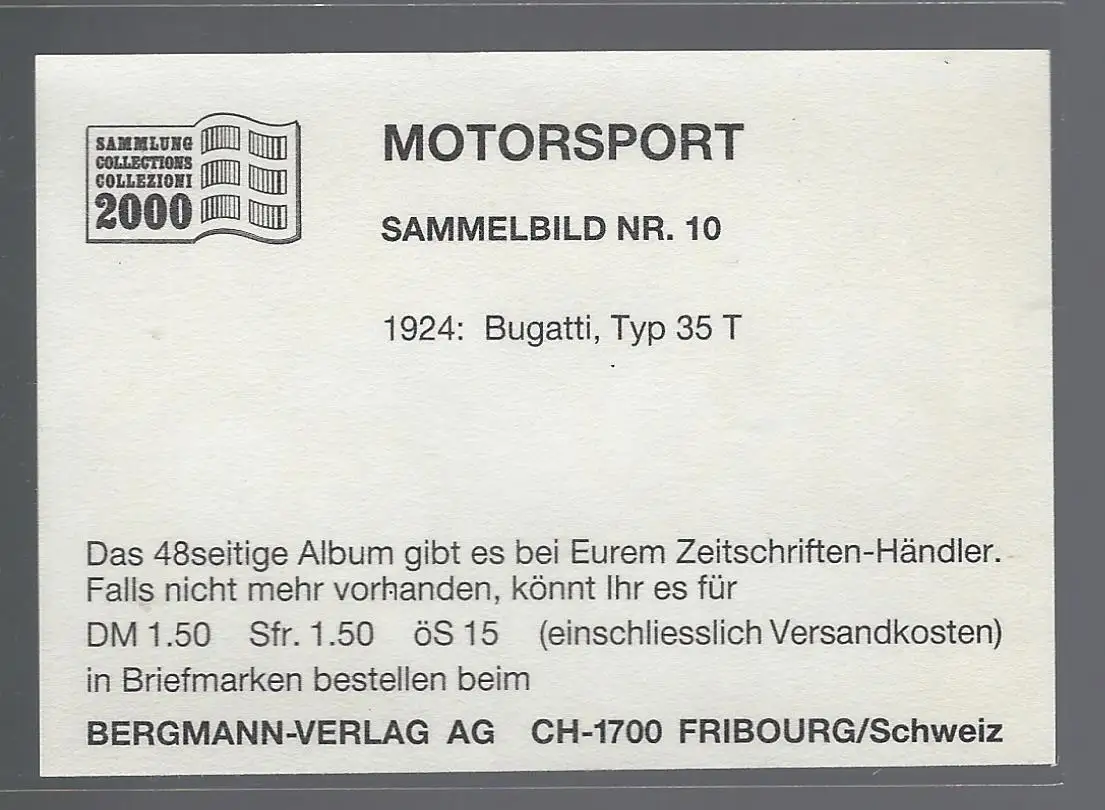 SAMMLUNG
COLLECTIONS
COLLEZIONI
2000
MOTORSPORT
SAMMELBILD NR. 10
1924: Bugatti, Typ 35 T
Das 48seitige Album gibt es bei Eurem Zeitschriften-Händler.
Falls nicht mehr vorhanden, könnt Ihr es für
DM 1.50 Sfr. 1.50 öS 15 (einschliesslich Versandkosten)
in Briefmarken bestellen beim
BERGMANN-VERLAG AG CH-1700 FRIBOURG/Schweiz